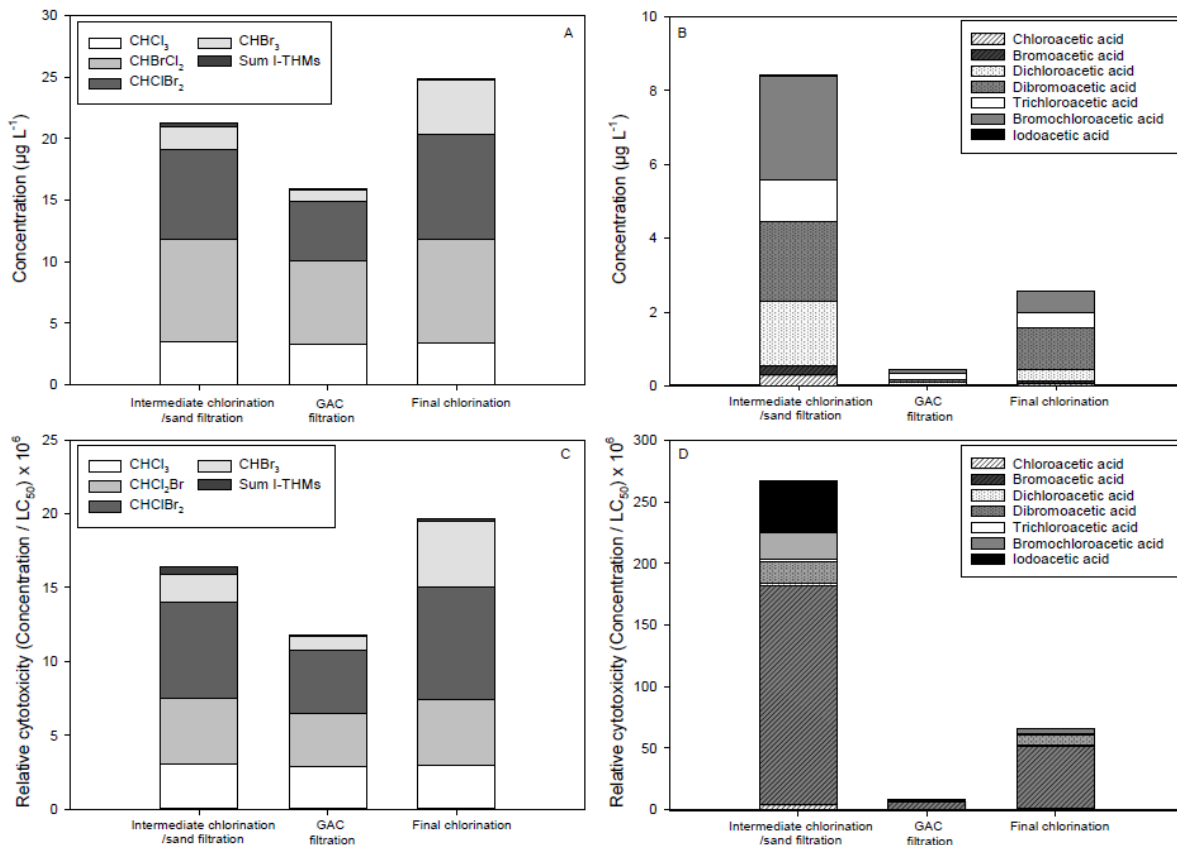 A
Concentration (µg L⁻¹)
30
25
20
15
10
5
0
CHCl₃
CHBrCl₂
CHClBr₂
CHBr₃
Sum I-THMs
Intermediate chlorination
/sand filtration
GAC
filtration
Final chlorination
B
Concentration (µg L⁻¹)
10
8
6
4
2
0
Chloroacetic acid
Bromoacetic acid
Dichloroacetic acid
Dibromoacetic acid
Trichloroacetic acid
Bromochloroacetic acid
Iodoacetic acid
Intermediate chlorination
/sand filtration
GAC
filtration
Final chlorination
C
Relative cytotoxicity (Concentration / LC₅₀) x 10⁶
25
20
15
10
5
0
CHCl₃
CHCl₂Br
CHClBr₂
CHBr₃
Sum I-THMs
Intermediate chlorination
/sand filtration
GAC
filtration
Final chlorination
D
Relative cytotoxicity (Concentration / LC₅₀) x 10⁶
300
250
200
150
100
50
0
Chloroacetic acid
Bromoacetic acid
Dichloroacetic acid
Dibromoacetic acid
Trichloroacetic acid
Bromochloroacetic acid
Iodoacetic acid
Intermediate chlorination
/sand filtration
GAC
filtration
Final chlorination